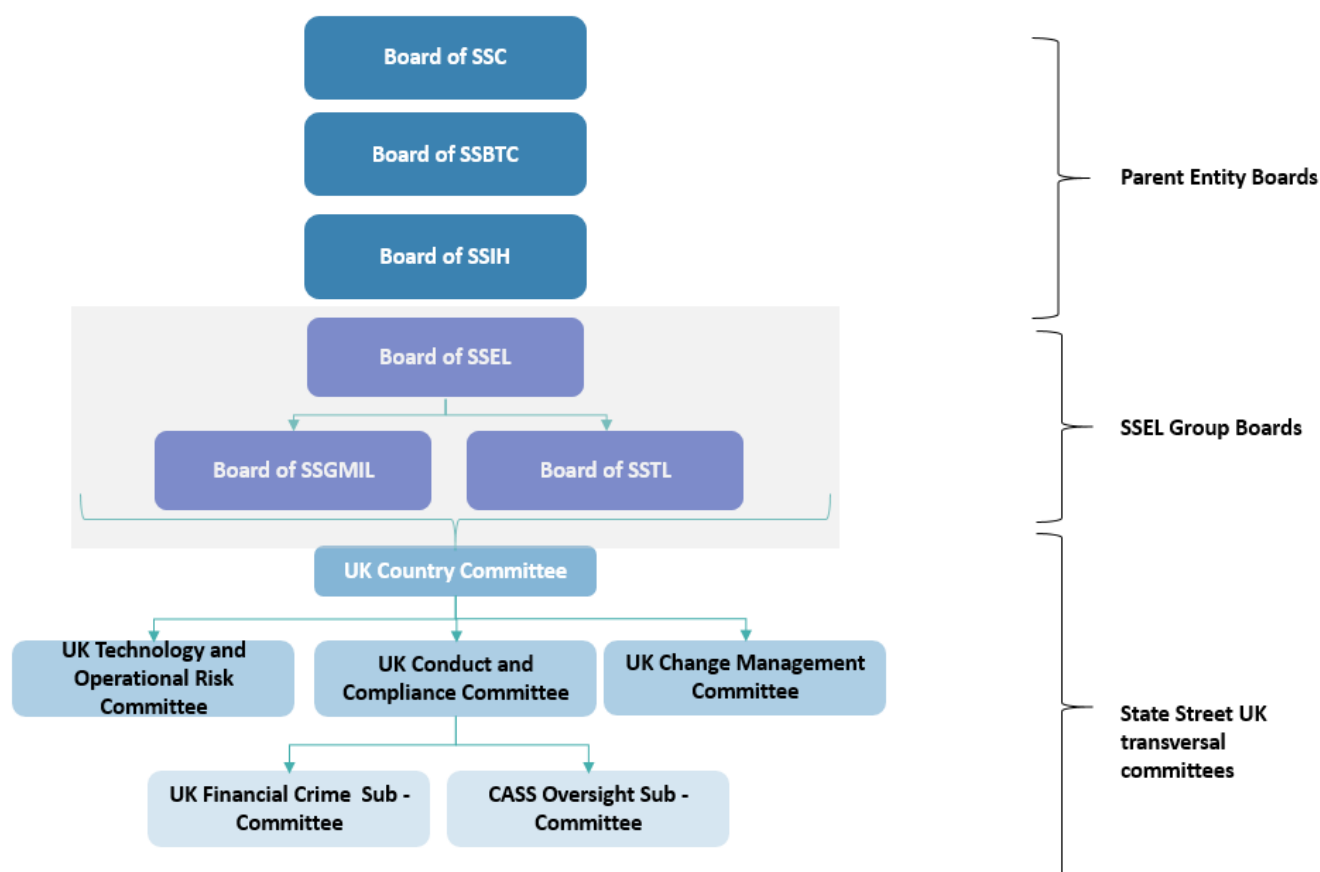 Board of SSC
Board of SSBTC
Parent Entity Boards
Board of SSIH
Board of SSEL
SSEL Group Boards
Board of SSGMIL
Board of SSTL
UK Country Committee
UK Technology and
Operational Risk
Committee
UK Conduct and
Compliance Committee
UK Change Management
Committee
State Street UK
transversal
committees
UK Financial Crime  Sub -
Committee
CASS Oversight Sub -
Committee